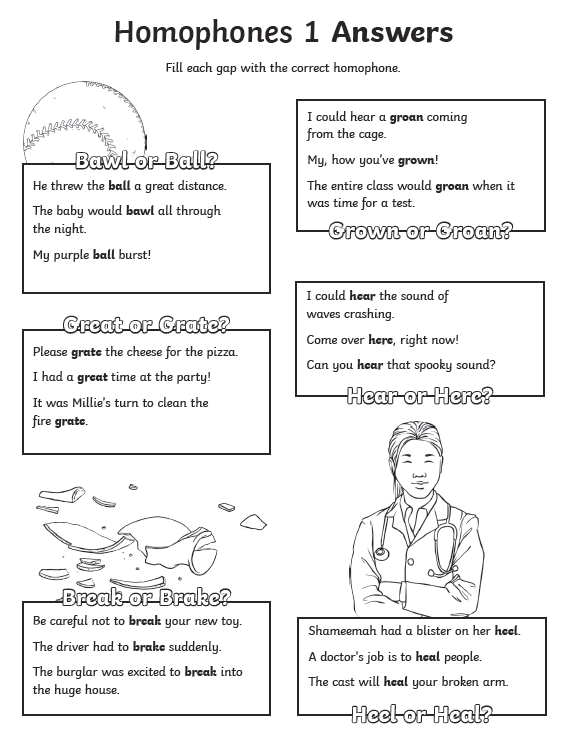 Homophones 1 Answers
Fill each gap with the correct homophone.
Bawl or Ball?
He threw the ball a great distance.
The baby would bawl all through
the night.
My purple ball burst!
Great or Grate?
Please grate the cheese for the pizza.
I had a great time at the party!
It was Millie's turn to clean the
fire grate.
Break or Brake?
Be careful not to break your new toy.
The driver had to brake suddenly.
The burglar was excited to break into
the huge house.
I could hear a groan coming
from the cage.
My, how you've grown!
The entire class would groan when it
was time for a test.
Grown or Groan?
I could hear the sound of
waves crashing.
Come over here, right now!
Can you hear that spooky sound?
Hear or Here?
Shameemah had a blister on her heel.
A doctor's job is to heal people.
The cast will heal your broken arm.
Heel or Heal?